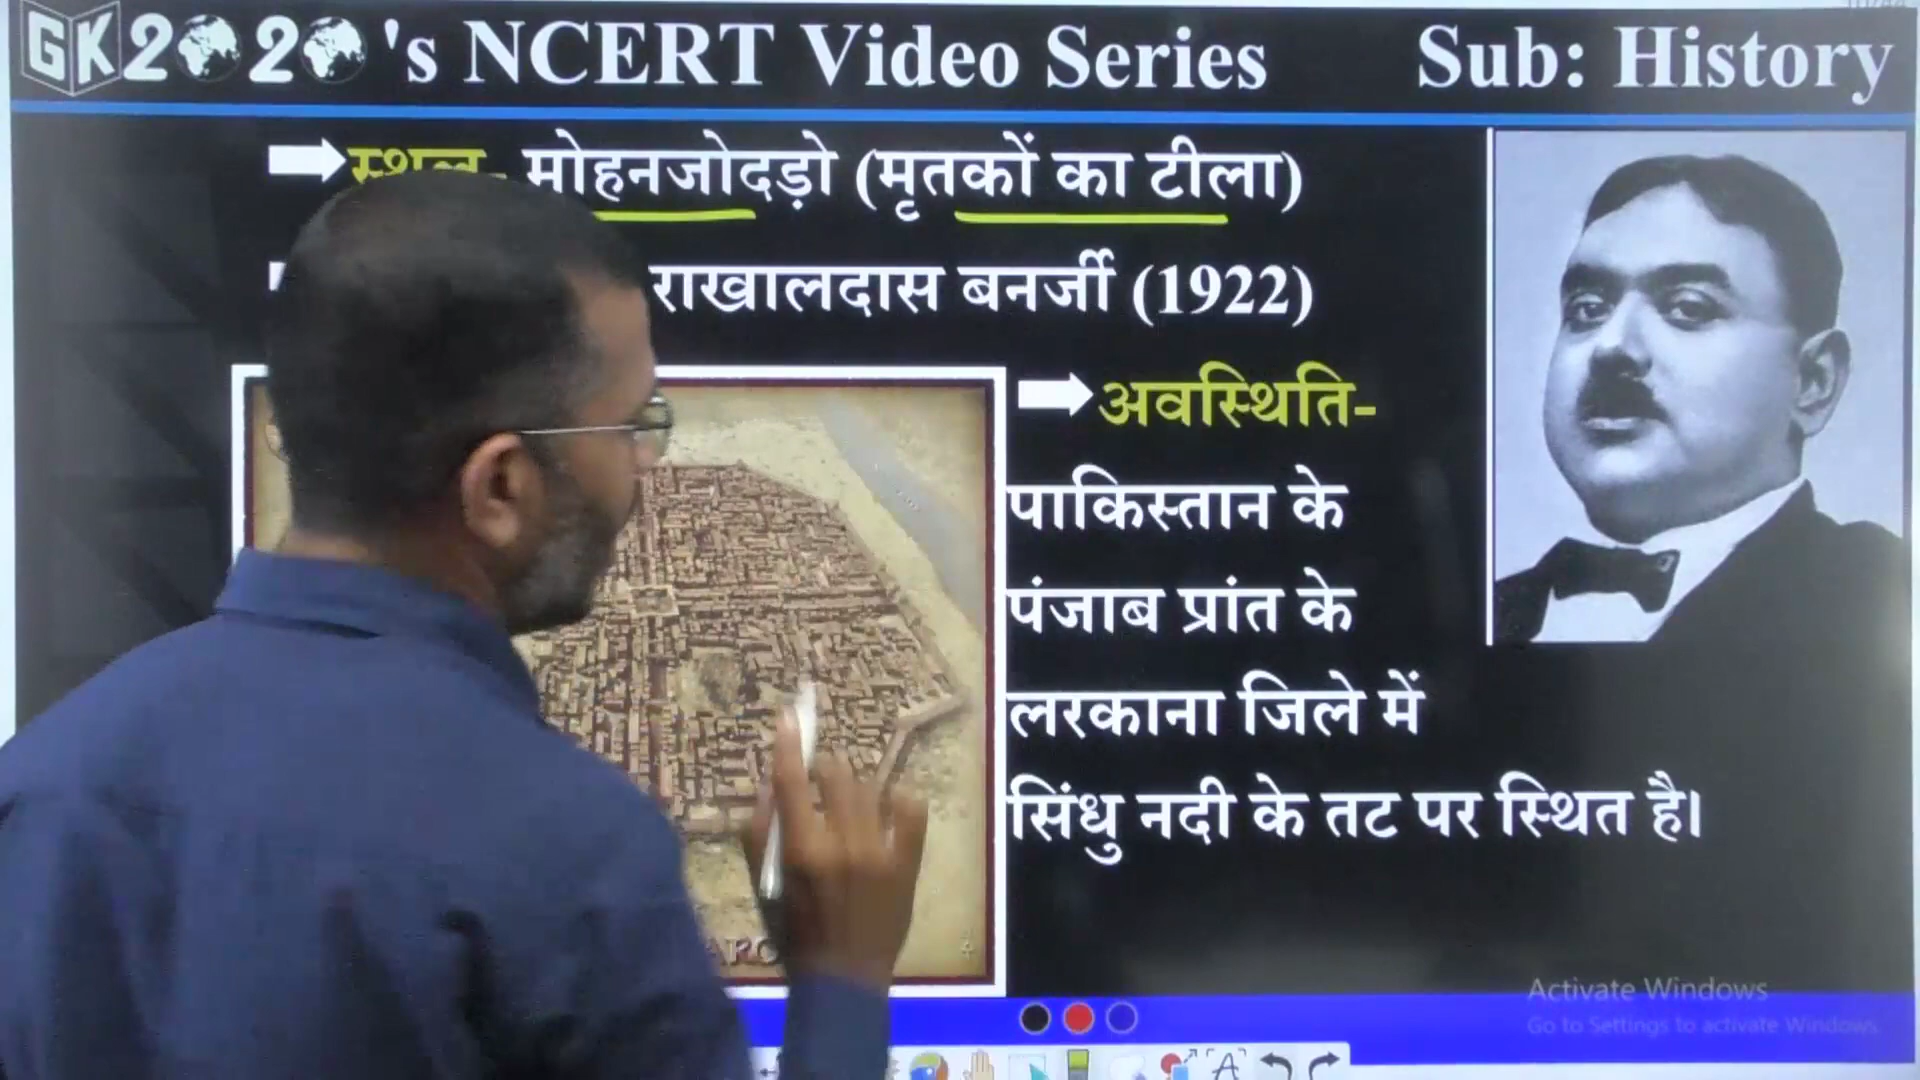 GK2020's NCERT Video Series Sub: History
स्थल- मोहनजोदड़ो (मृतकों का टीला)
राखालदास बनर्जी (1922)
अवस्थिति-
पाकिस्तान के
पंजाब प्रांत के
लरकाना जिले में
सिंधु नदी के तट पर स्थित है।
Activate Windows
Go to Settings to activate Windows.